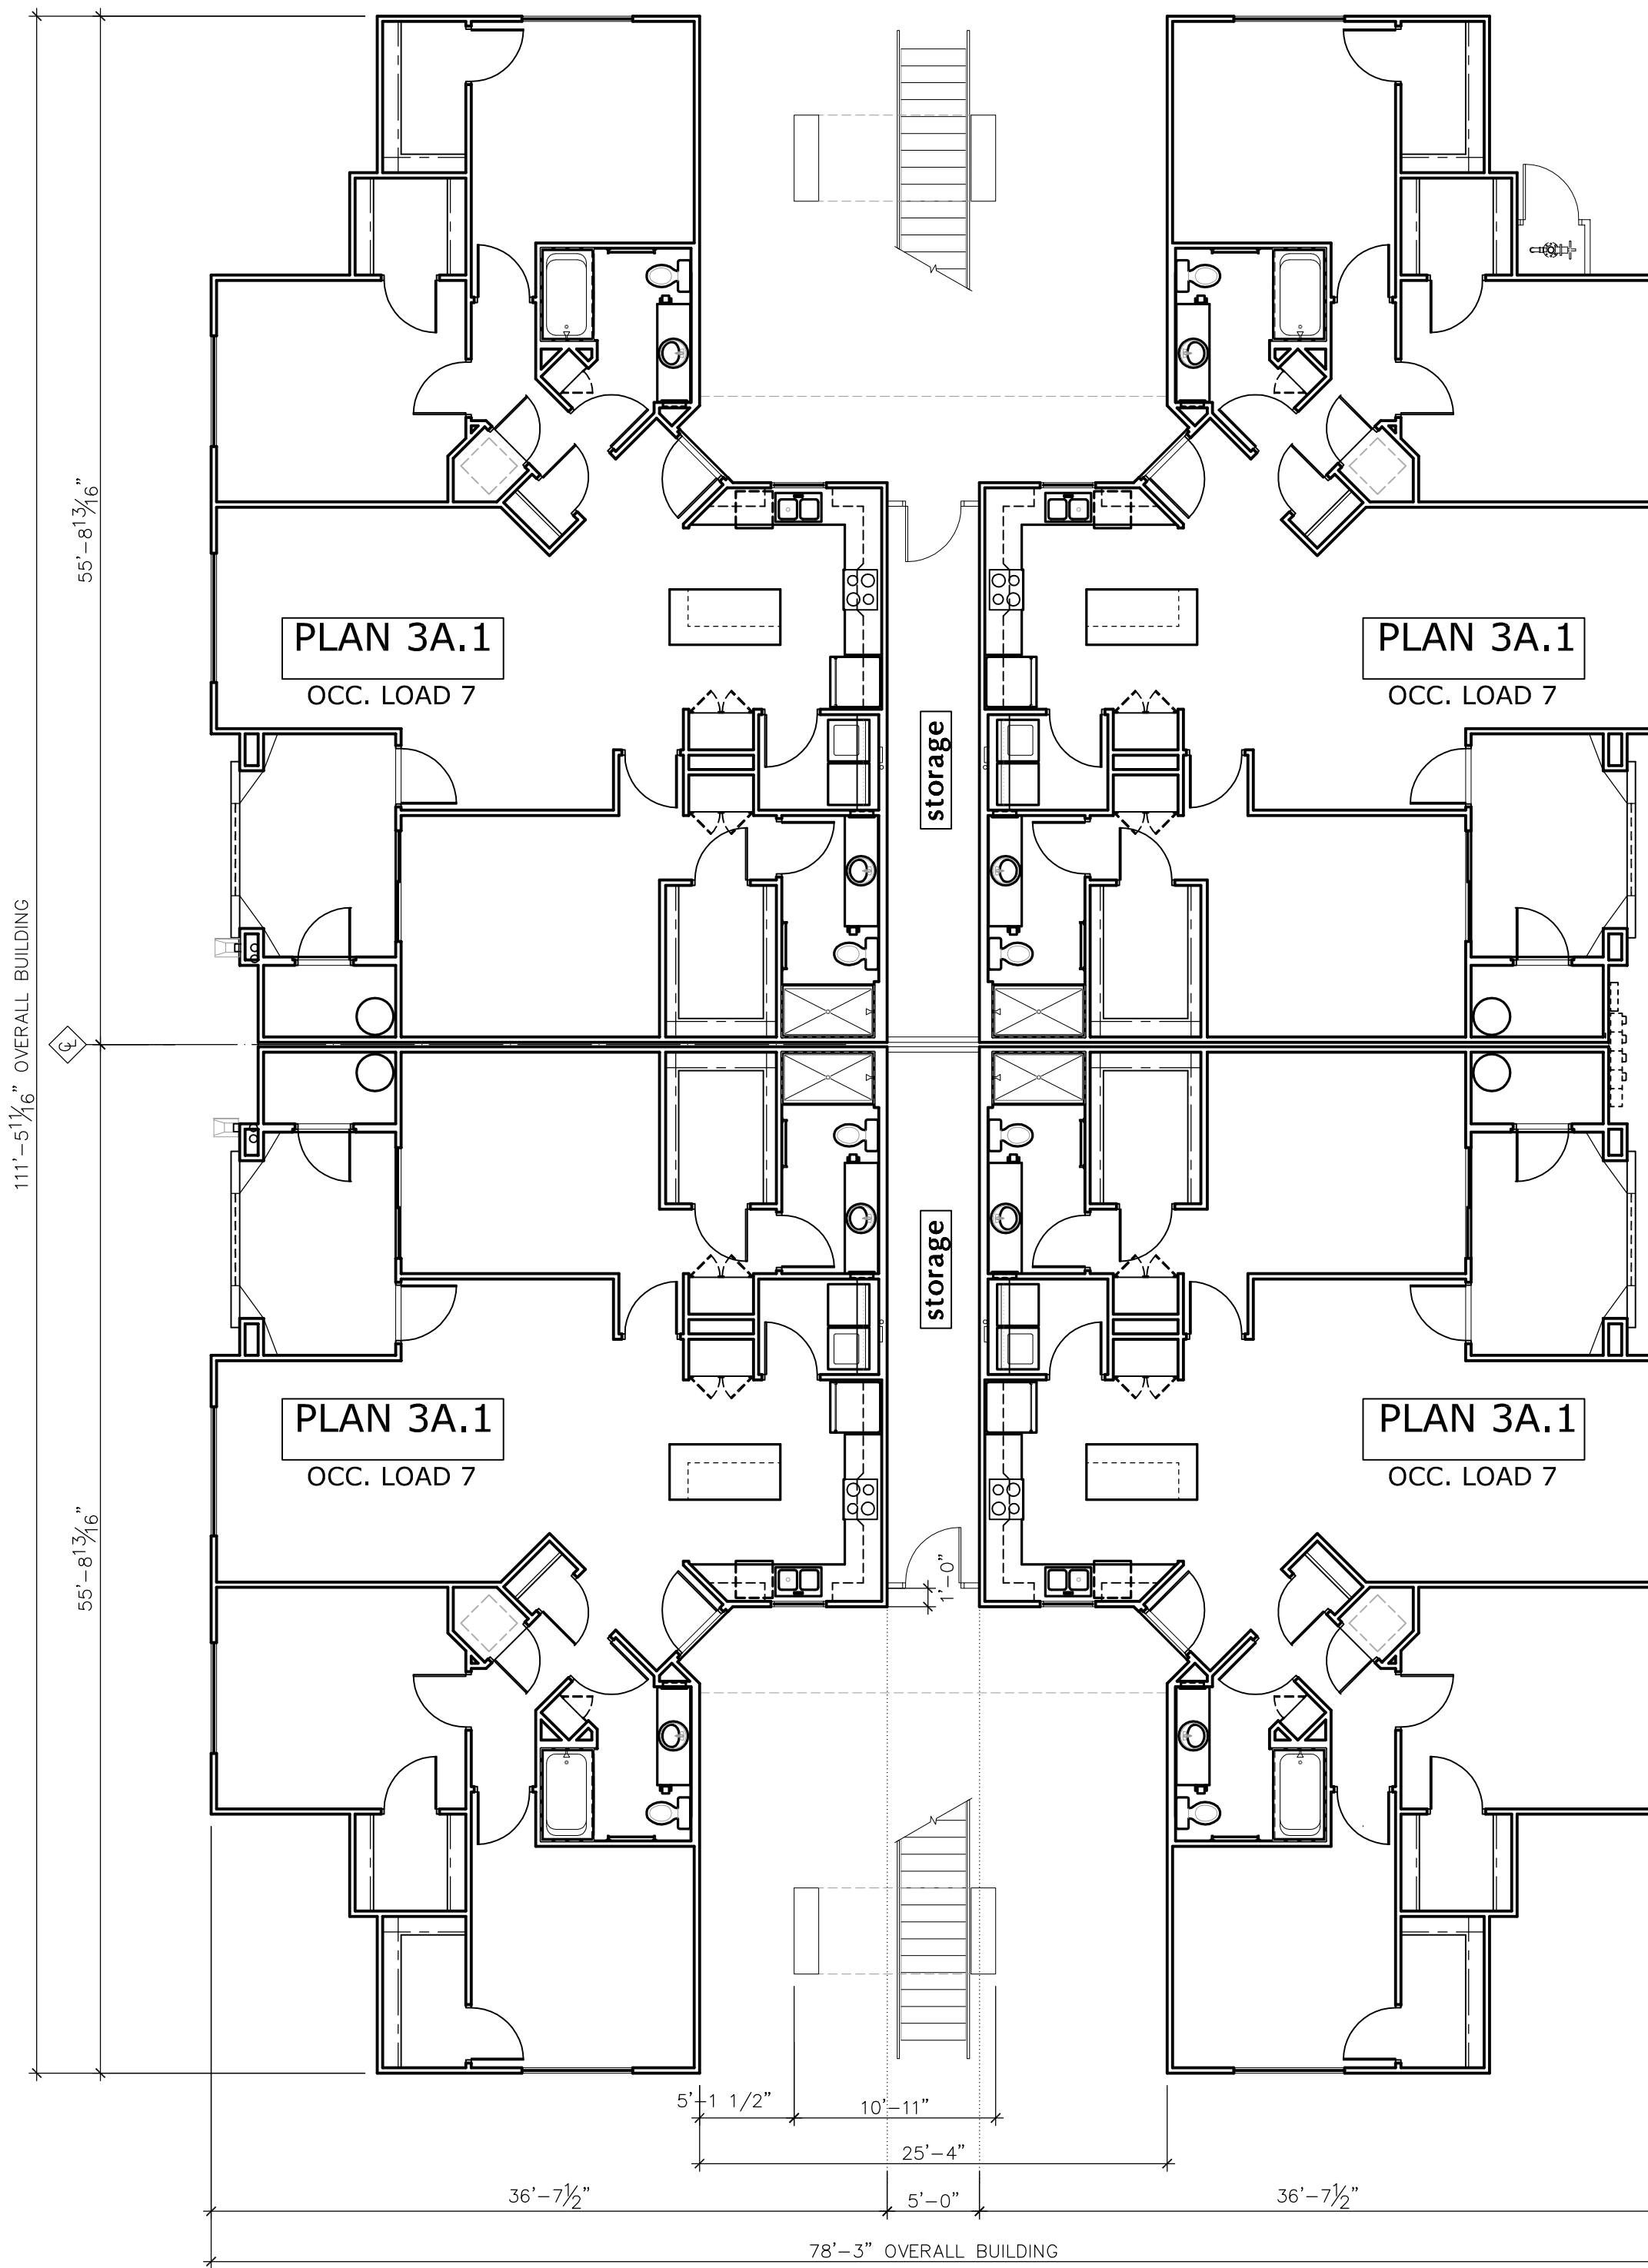 55'-8 13/16"
PLAN 3A.1
OCC. LOAD 7
PLAN 3A.1
OCC. LOAD 7
storage
111'-5 11/16" OVERALL BUILDING
CL
storage
PLAN 3A.1
OCC. LOAD 7
PLAN 3A.1
OCC. LOAD 7
55'-8 13/16"
1'-0"
5'-1 1/2"
10'-11"
25'-4"
36'-7 1/2"
5'-0"
36'-7 1/2"
78'-3" OVERALL BUILDING